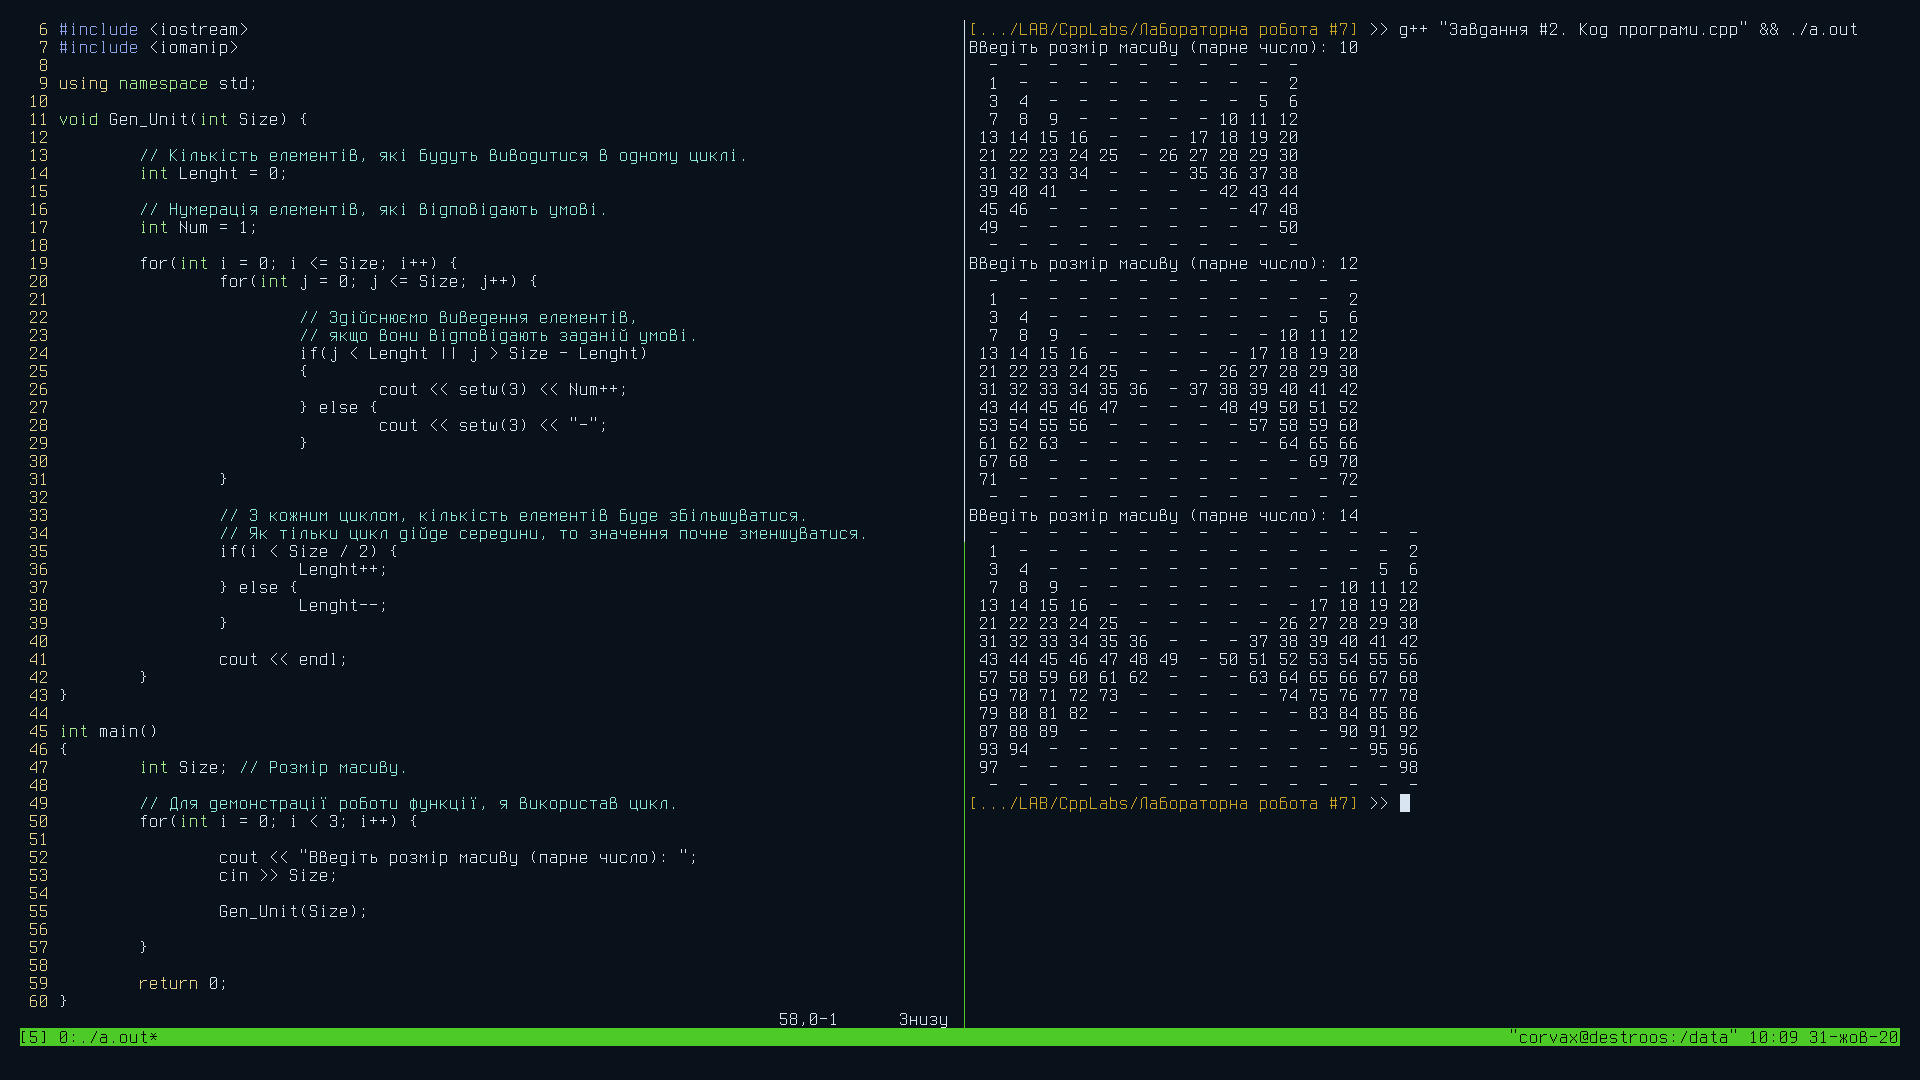 6 #include <iostream>
7 #include <iomanip>
8
9 using namespace std;
10
11 void Gen_Unit(int Size) {
12
13 // Кількість елементів, які будуть виводитися в одному циклі.
14 int Lenght = 0;
15
16 // Нумерація елементів, які відповідають умові.
17 int Num = 1;
18
19 for(int i = 0; i <= Size; i++) {
20 for(int j = 0; j <= Size; j++) {
21
22 // Здійснюємо виведення елементів,
23 // якщо вони відповідають заданій умові.
24 if(j < Lenght || j > Size - Lenght)
25 {
26 cout << setw(3) << Num++;
27 } else {
28 cout << setw(3) << "-";
29 }
30
31 }
32
33 // З кожним циклом, кількість елементів буде збільшуватися.
34 // Як тільки цикл дійде середини, то значення почне зменшуватися.
35 if(i < Size / 2) {
36 Lenght++;
37 } else {
38 Lenght--;
39 }
40
41 cout << endl;
42 }
43 }
44
45 int main()
46 {
47 int Size; // Розмір масиву.
48
49 // Для демонстрації роботи функції, я використав цикл.
50 for(int i = 0; i < 3; i++) {
51
52 cout << "Введіть розмір масиву (парне число): ";
53 cin >> Size;
54
55 Gen_Unit(Size);
56
57 }
58
59 return 0;
60 }
58,0-1 Знизу
[.../LAB/CppLabs/Лабораторна робота #7] >> g++ "Завдання #2. Код програми.cpp" && ./a.out
Введіть розмір масиву (парне число): 10
- - - - - - - - - - -
1 - - - - - - - - - 2
3 4 - - - - - - - 5 6
7 8 9 - - - - - 10 11 12
13 14 15 16 - - - 17 18 19 20
21 22 23 24 25 - 26 27 28 29 30
31 32 33 34 - - - 35 36 37 38
39 40 41 - - - - - 42 43 44
45 46 - - - - - - - 47 48
49 - - - - - - - - - 50
- - - - - - - - - - -
Введіть розмір масиву (парне число): 12
- - - - - - - - - - - - -
1 - - - - - - - - - - - 2
3 4 - - - - - - - - - 5 6
7 8 9 - - - - - - - 10 11 12
13 14 15 16 - - - - - 17 18 19 20
21 22 23 24 25 - - - 26 27 28 29 30
31 32 33 34 35 36 - 37 38 39 40 41 42
43 44 45 46 47 - - - 48 49 50 51 52
53 54 55 56 - - - - - 57 58 59 60
61 62 63 - - - - - - - 64 65 66
67 68 - - - - - - - - - 69 70
71 - - - - - - - - - - - 72
- - - - - - - - - - - - -
Введіть розмір масиву (парне число): 14
- - - - - - - - - - - - - - -
1 - - - - - - - - - - - - - 2
3 4 - - - - - - - - - - - 5 6
7 8 9 - - - - - - - - - 10 11 12
13 14 15 16 - - - - - - - 17 18 19 20
21 22 23 24 25 - - - - - 26 27 28 29 30
31 32 33 34 35 36 - - - 37 38 39 40 41 42
43 44 45 46 47 48 49 - 50 51 52 53 54 55 56
57 58 59 60 61 62 - - - 63 64 65 66 67 68
69 70 71 72 73 - - - - - 74 75 76 77 78
79 80 81 82 - - - - - - - 83 84 85 86
87 88 89 - - - - - - - - - 90 91 92
93 94 - - - - - - - - - - - 95 96
97 - - - - - - - - - - - - - 98
- - - - - - - - - - - - - - -
[.../LAB/CppLabs/Лабораторна робота #7] >>
[5] 0:./a.out* "corvax@destroos:/data" 10:09 31-жов-20